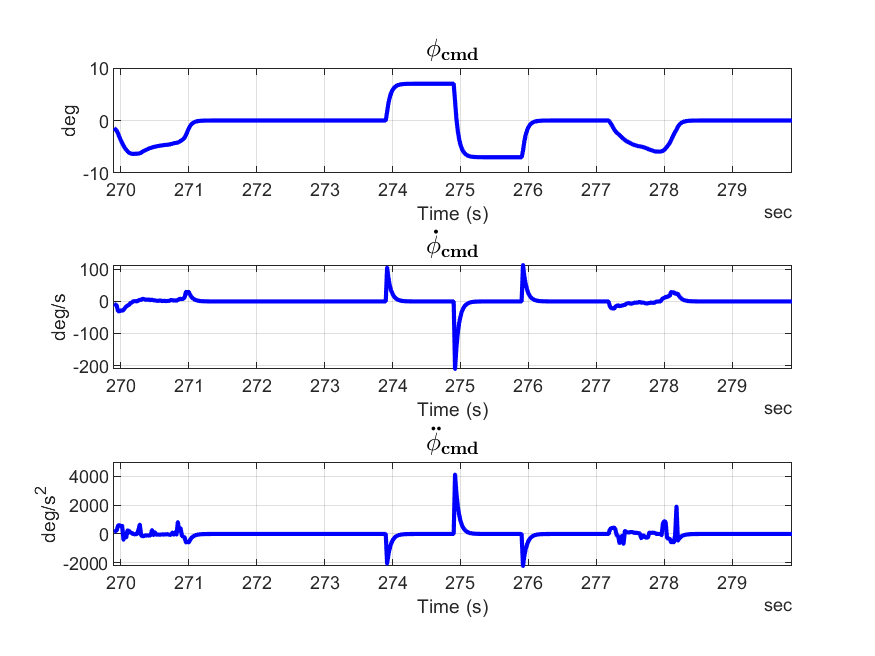 ϕcmd
10
0
-10
deg
270 271 272 273 274 275 276 277 278 279
Time (s)
sec
ϕ̇cmd
100
0
-100
-200
deg/s
270 271 272 273 274 275 276 277 278 279
Time (s)
sec
ϕ̈cmd
4000
2000
0
-2000
deg/s²
270 271 272 273 274 275 276 277 278 279
Time (s)
sec